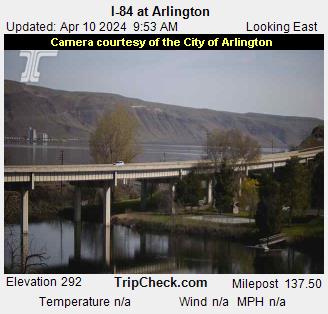 I-84 at Arlington
Updated: Apr 10 2024 9:53 AM Looking East
Camera courtesy of the City of Arlington
Elevation 292 TripCheck.com Milepost 137.50
Temperature n/a Wind n/a MPH n/a